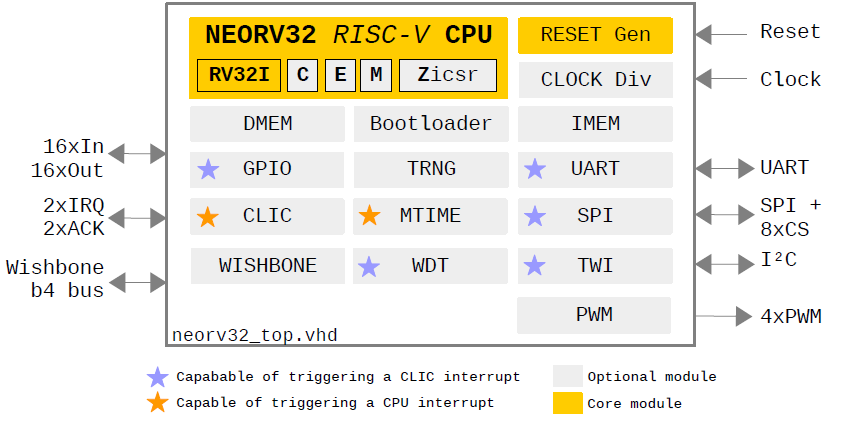 NEORV32 RISC-V CPU
RV32I C E M Zicsr
RESET Gen
Reset
CLOCK Div
Clock
DMEM Bootloader IMEM
16xIn
16xOut
GPIO TRNG UART
UART
2xIRQ
2xACK
CLIC MTIME SPI
SPI +
8xCS
Wishbone
b4 bus
WISHBONE WDT TWI
I²C
PWM
4xPWM
neorv32_top.vhd
Capabable of triggering a CLIC interrupt
Optional module
Capable of triggering a CPU interrupt
Core module